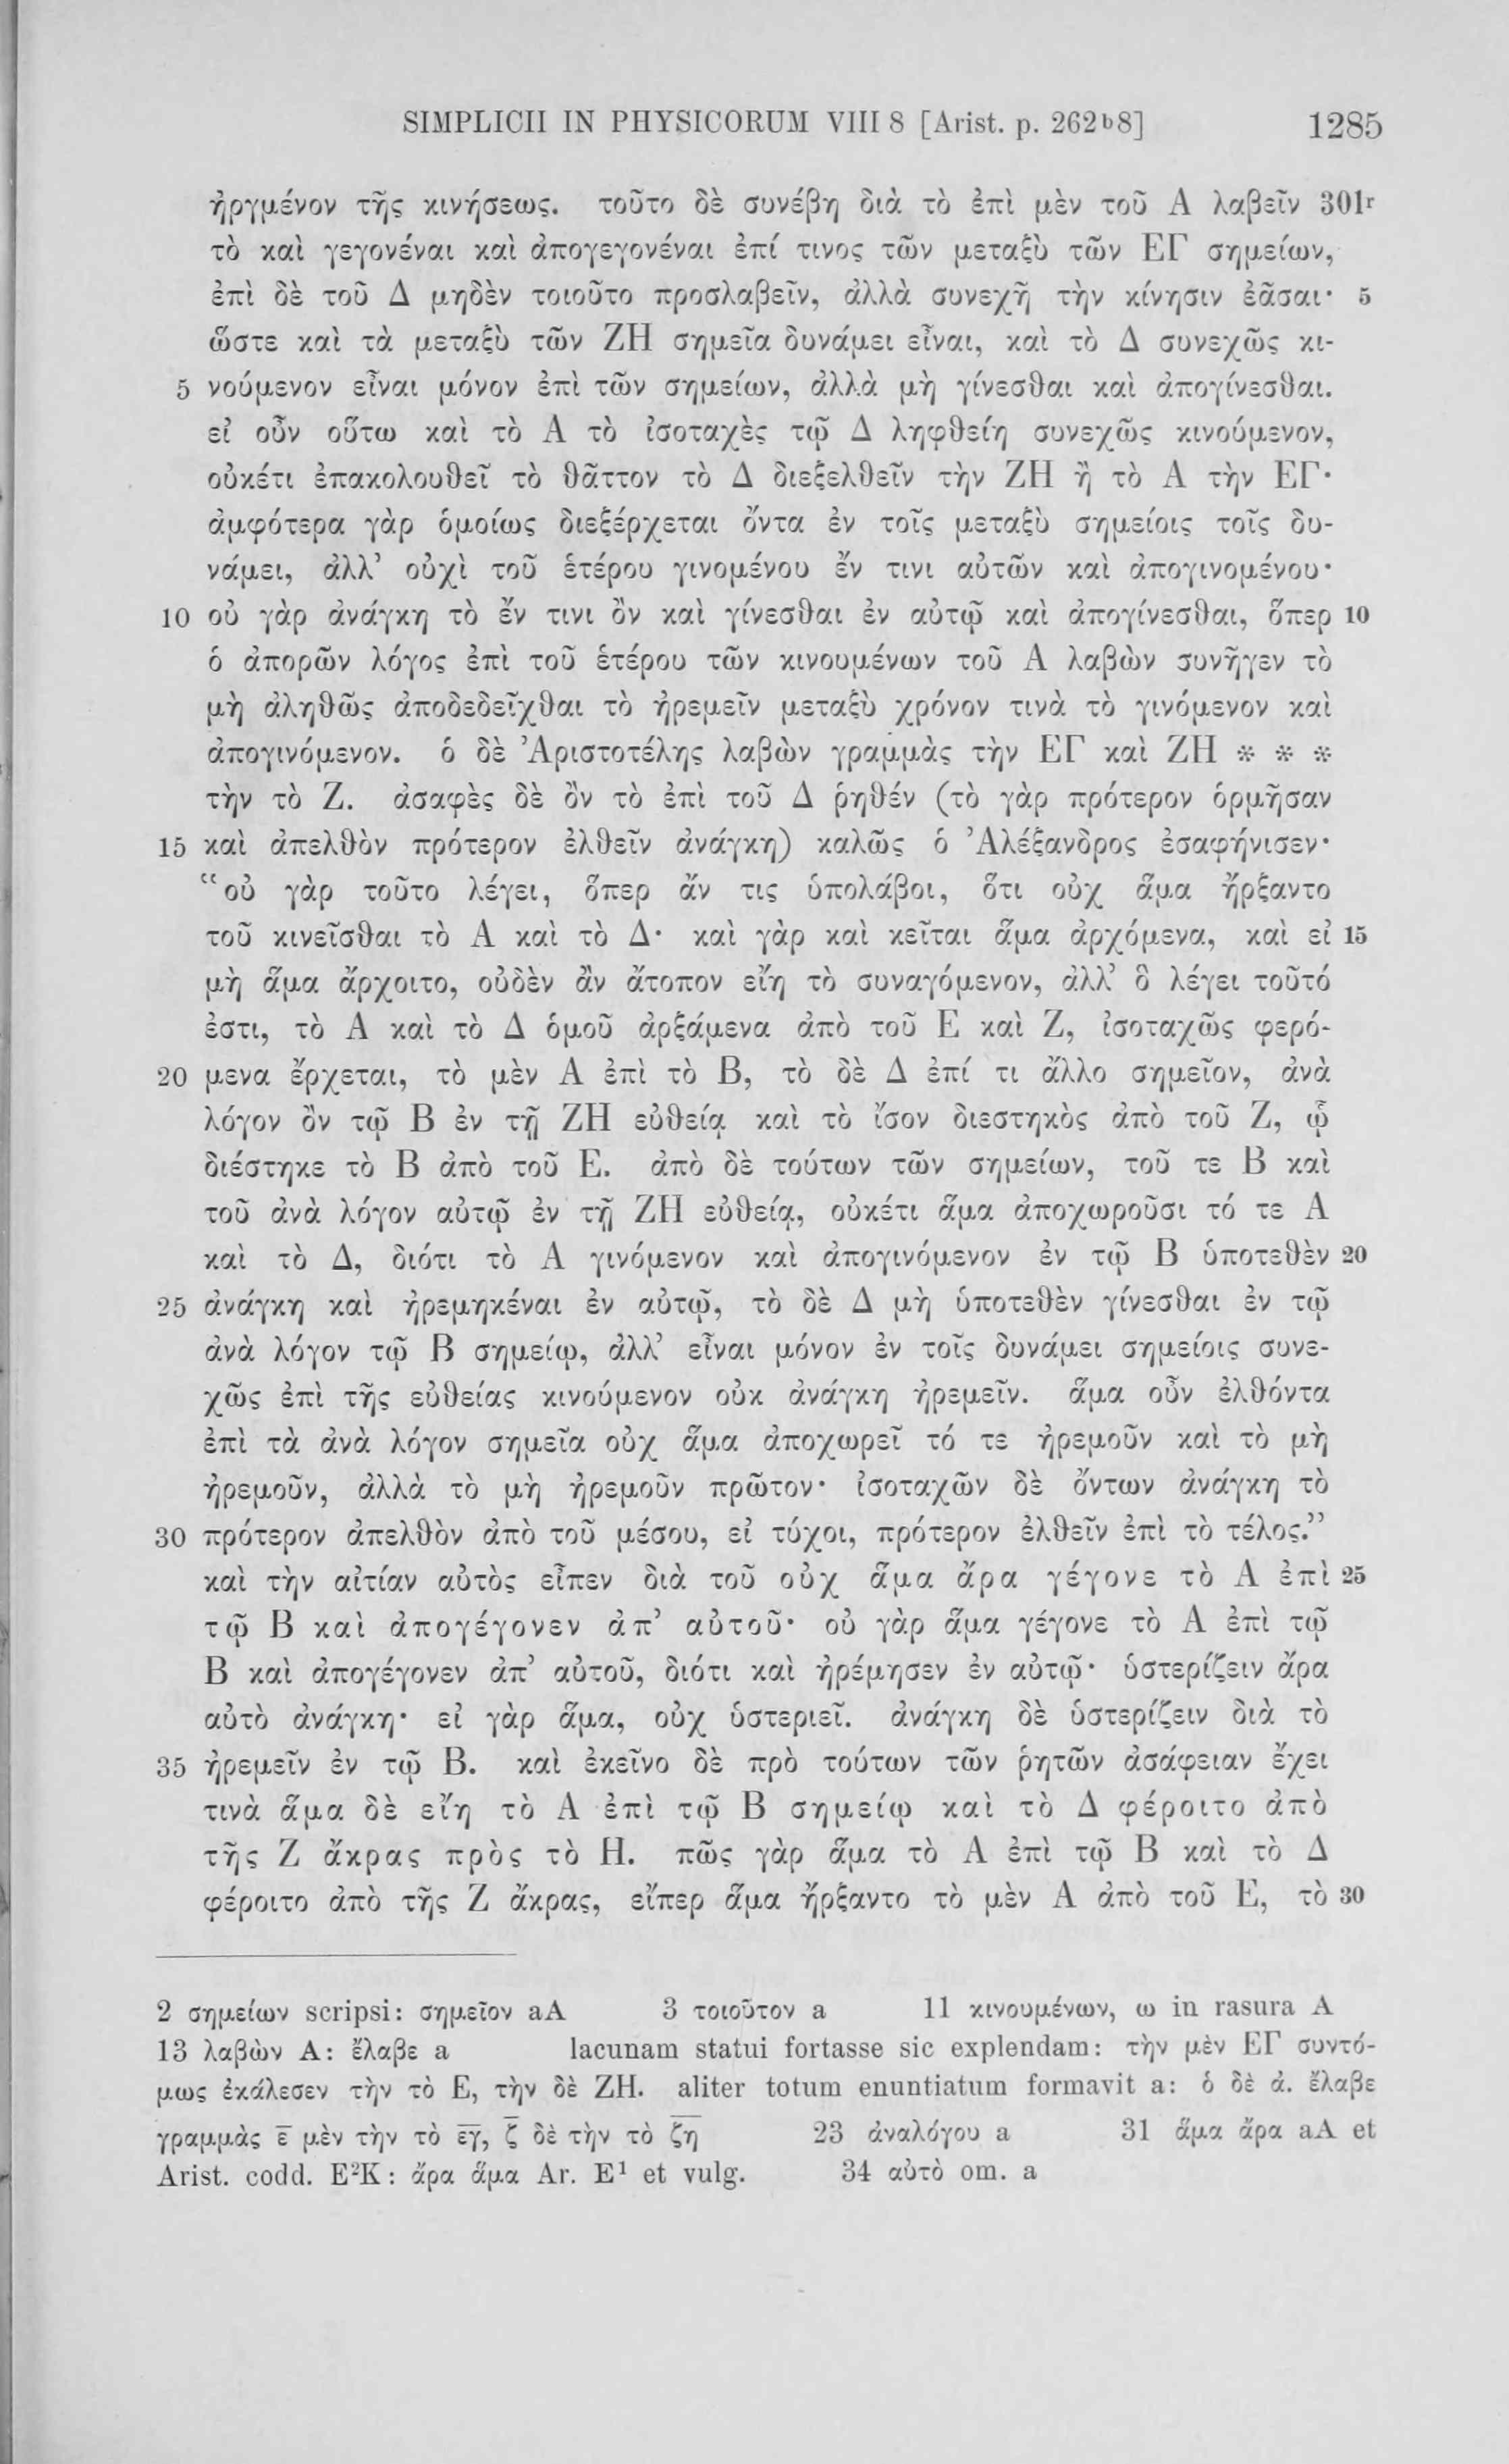 SIMPLICII IN PHYSICORUM VIII 8 [Arist. p. 262ᵇ8] 1285
ἠργμένον τῆς κινήσεως. τοῦτο δὲ συνέβη διὰ τὸ ἐπὶ μὲν τοῦ Α λαβεῖν 301ʳ
τὸ καὶ γεγονέναι καὶ ἀπογεγονέναι ἐπί τινος τῶν μεταξὺ τῶν ΕΓ σημείων,
ἐπὶ δὲ τοῦ Δ μηδὲν τοιοῦτο προσλαβεῖν, ἀλλὰ συνεχῆ τὴν κίνησιν ἐᾶσαι· 5
ὥστε καὶ τὰ μεταξὺ τῶν ΖΗ σημεῖα δυνάμει εἶναι, καὶ τὸ Δ συνεχῶς κι-
5 νούμενον εἶναι μόνον ἐπὶ τῶν σημείων, ἀλλὰ μὴ γίνεσθαι καὶ ἀπογίνεσθαι.
εἰ οὖν οὕτω καὶ τὸ Α τὸ ἰσοταχὲς τῷ Δ ληφθείη συνεχῶς κινούμενον,
οὐκέτι ἐπακολουθεῖ τὸ θᾶττον τὸ Δ διεξελθεῖν τὴν ΖΗ ἢ τὸ Α τὴν ΕΓ·
ἀμφότερα γὰρ ὁμοίως διεξέρχεται ὄντα ἐν τοῖς μεταξὺ σημείοις τοῖς δυ-
νάμει, ἀλλ' οὐχὶ τοῦ ἑτέρου γινομένου ἔν τινι αὐτῶν καὶ ἀπογινομένου·
10 οὐ γὰρ ἀνάγκη τὸ ἔν τινι ὂν καὶ γίνεσθαι ἐν αὐτῷ καὶ ἀπογίνεσθαι, ὅπερ 10
ὁ ἀπορῶν λόγος ἐπὶ τοῦ ἑτέρου τῶν κινουμένων τοῦ Α λαβὼν συνῆγεν τὸ
μὴ ἀληθῶς ἀποδεδεῖχθαι τὸ ἠρεμεῖν μεταξὺ χρόνον τινὰ τὸ γινόμενον καὶ
ἀπογινόμενον. ὁ δὲ Ἀριστοτέλης λαβὼν γραμμὰς τὴν ΕΓ καὶ ΖΗ * * *
τὴν τὸ Ζ. ἀσαφὲς δὲ ὂν τὸ ἐπὶ τοῦ Δ ῥηθέν (τὸ γὰρ πρότερον ὁρμῆσαν
15 καὶ ἀπελθὸν πρότερον ἐλθεῖν ἀνάγκη) καλῶς ὁ Ἀλέξανδρος ἐσαφήνισεν·
“οὐ γὰρ τοῦτο λέγει, ὅπερ ἄν τις ὑπολάβοι, ὅτι οὐχ ἅμα ἤρξαντο
τοῦ κινεῖσθαι τὸ Α καὶ τὸ Δ· καὶ γὰρ καὶ κεῖται ἅμα ἀρχόμενα, καὶ εἰ 15
μὴ ἅμα ἄρχοιτο, οὐδὲν ἂν ἄτοπον εἴη τὸ συναγόμενον, ἀλλ' ὃ λέγει τοῦτό
ἐστι, τὸ Α καὶ τὸ Δ ὁμοῦ ἀρξάμενα ἀπὸ τοῦ Ε καὶ Ζ, ἰσοταχῶς φερό-
20 μενα ἔρχεται, τὸ μὲν Α ἐπὶ τὸ Β, τὸ δὲ Δ ἐπί τι ἄλλο σημεῖον, ἀνὰ
λόγον ὂν τῷ Β ἐν τῇ ΖΗ εὐθείᾳ καὶ τὸ ἴσον διεστηκὸς ἀπὸ τοῦ Ζ, ᾧ
διέστηκε τὸ Β ἀπὸ τοῦ Ε. ἀπὸ δὲ τούτων τῶν σημείων, τοῦ τε Β καὶ
τοῦ ἀνὰ λόγον αὐτῷ ἐν τῇ ΖΗ εὐθείᾳ, οὐκέτι ἅμα ἀποχωροῦσι τό τε Α
καὶ τὸ Δ, διότι τὸ Α γινόμενον καὶ ἀπογινόμενον ἐν τῷ Β ὑποτεθὲν 20
25 ἀνάγκη καὶ ἠρεμηκέναι ἐν αὐτῷ, τὸ δὲ Δ μὴ ὑποτεθὲν γίνεσθαι ἐν τῷ
ἀνὰ λόγον τῷ Β σημείῳ, ἀλλ' εἶναι μόνον ἐν τοῖς δυνάμει σημείοις συνε-
χῶς ἐπὶ τῆς εὐθείας κινούμενον οὐκ ἀνάγκη ἠρεμεῖν. ἅμα οὖν ἐλθόντα
ἐπὶ τὰ ἀνὰ λόγον σημεῖα οὐχ ἅμα ἀποχωρεῖ τό τε ἠρεμοῦν καὶ τὸ μὴ
ἠρεμοῦν, ἀλλὰ τὸ μὴ ἠρεμοῦν πρῶτον· ἰσοταχῶν δὲ ὄντων ἀνάγκη τὸ
30 πρότερον ἀπελθὸν ἀπὸ τοῦ μέσου, εἰ τύχοι, πρότερον ἐλθεῖν ἐπὶ τὸ τέλος.”
καὶ τὴν αἰτίαν αὐτὸς εἶπεν διὰ τοῦ οὐχ ἅμα ἄρα γέγονε τὸ Α ἐπὶ 25
τῷ Β καὶ ἀπογέγονεν ἀπ' αὐτοῦ· οὐ γὰρ ἅμα γέγονε τὸ Α ἐπὶ τῷ
Β καὶ ἀπογέγονεν ἀπ' αὐτοῦ, διότι καὶ ἠρέμησεν ἐν αὐτῷ· ὑστερίζειν ἄρα
αὐτὸ ἀνάγκη· εἰ γὰρ ἅμα, οὐχ ὑστεριεῖ. ἀνάγκη δὲ ὑστερίζειν διὰ τὸ
35 ἠρεμεῖν ἐν τῷ Β. καὶ ἐκεῖνο δὲ πρὸ τούτων τῶν ῥητῶν ἀσάφειαν ἔχει
τινὰ ἅμα δὲ εἴη τὸ Α ἐπὶ τῷ Β σημείῳ καὶ τὸ Δ φέροιτο ἀπὸ
τῆς Ζ ἄκρας πρὸς τὸ Η. πῶς γὰρ ἅμα τὸ Α ἐπὶ τῷ Β καὶ τὸ Δ
φέροιτο ἀπὸ τῆς Ζ ἄκρας, εἴπερ ἅμα ἤρξαντο τὸ μὲν Α ἀπὸ τοῦ Ε, τὸ 30
2 σημείων scripsi: σημεῖον aA 3 τοιοῦτον a 11 κινουμένων, ω in rasura A
13 λαβὼν A: ἔλαβε a lacunam statui fortasse sic explendam: τὴν μὲν ΕΓ συντό-
μως ἐκάλεσεν τὴν τὸ Ε, τὴν δὲ ΖΗ. aliter totum enuntiatum formavit a: ὁ δὲ ἀ. ἔλαβε
γραμμὰς ε̅ μὲν τὴν τὸ ε̅γ̅, ζ̅ δὲ τὴν τὸ ζ̅η̅ 23 ἀναλόγου a 31 ἅμα ἄρα aA et
Arist. codd. E²K: ἄρα ἅμα Ar. E¹ et vulg. 34 αὐτὸ om. a